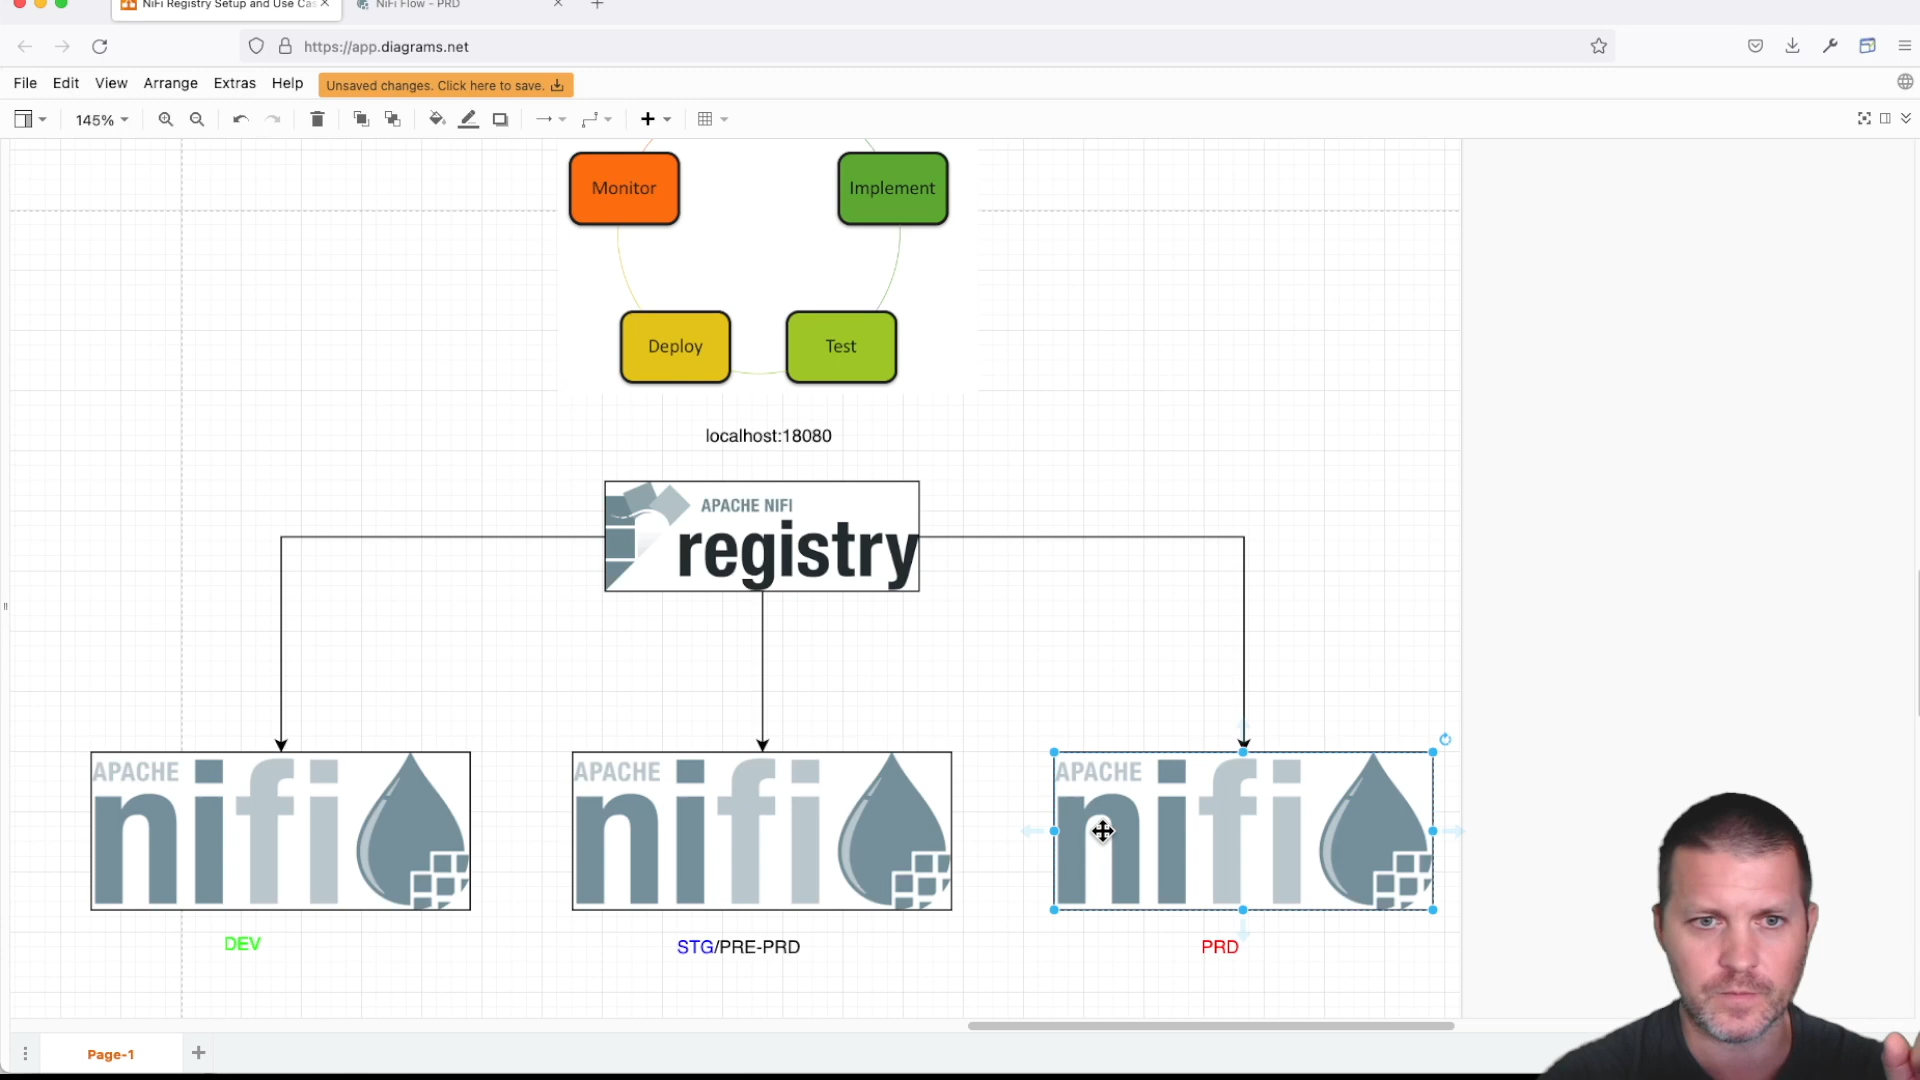 NiFi Registry Setup and Use Cas
NiFi Flow - PRD
https://app.diagrams.net
File Edit View Arrange Extras Help Unsaved changes. Click here to save.
145%
Monitor
Implement
Deploy
Test
localhost:18080
APACHE NIFI
registry
APACHE
nifi
APACHE
nifi
APACHE
nifi
DEV
STG/PRE-PRD
PRD
Page-1